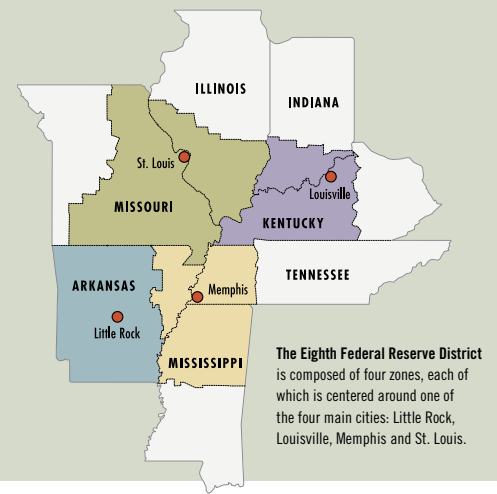 ILLINOIS
INDIANA
St. Louis
Louisville
MISSOURI
KENTUCKY
TENNESSEE
ARKANSAS
Memphis
Little Rock
MISSISSIPPI
The Eighth Federal Reserve District
is composed of four zones, each of
which is centered around one of
the four main cities: Little Rock,
Louisville, Memphis and St. Louis.